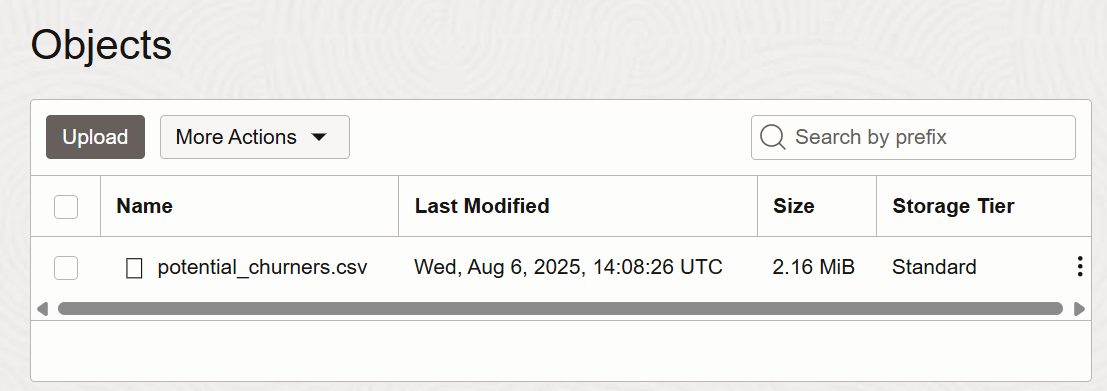 Objects
Upload More Actions Search by prefix
Name Last Modified Size Storage Tier
potential_churners.csv Wed, Aug 6, 2025, 14:08:26 UTC 2.16 MiB Standard